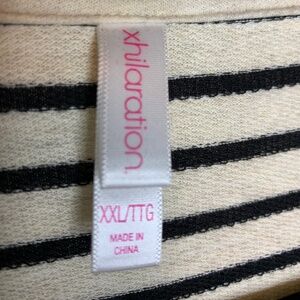 xhilaration.
XXL/TTG
MADE IN
CHINA